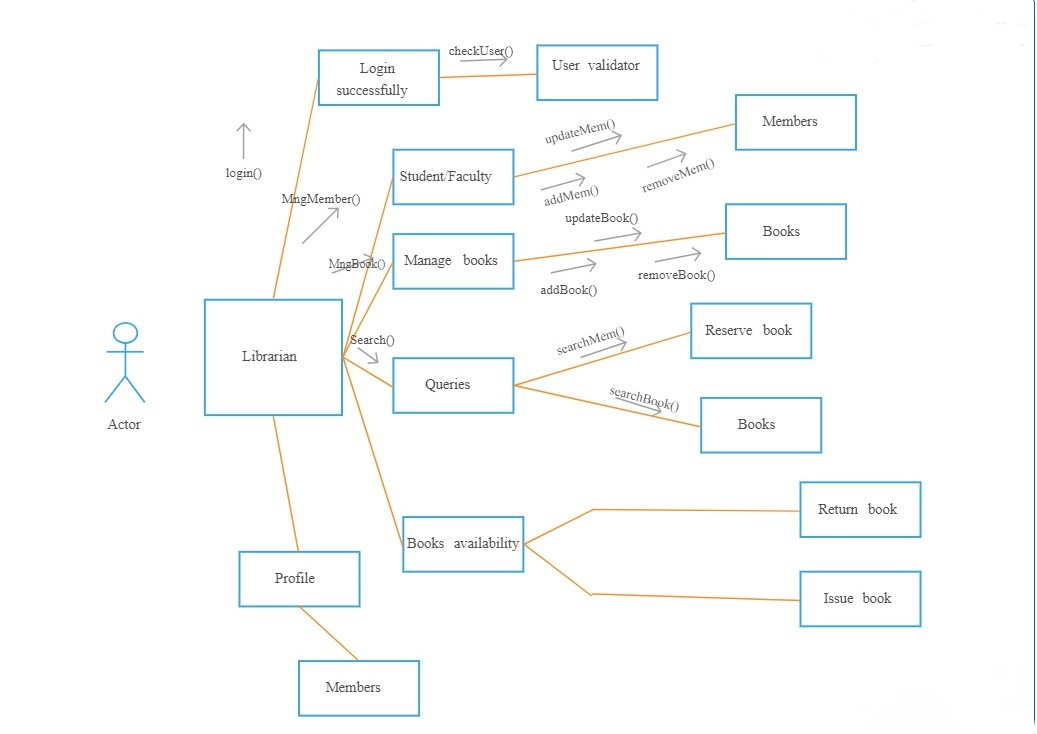 checkUser()
Login
successfully
User validator
updateMem()
Members
login()
Student/Faculty
addMem()
removeMem()
MngMember()
updateBook()
Books
MngBook()
Manage books
addBook()
removeBook()
Librarian
Search()
searchMem()
Reserve book
Queries
searchBook()
Books
Actor
Return book
Books availability
Profile
Issue book
Members